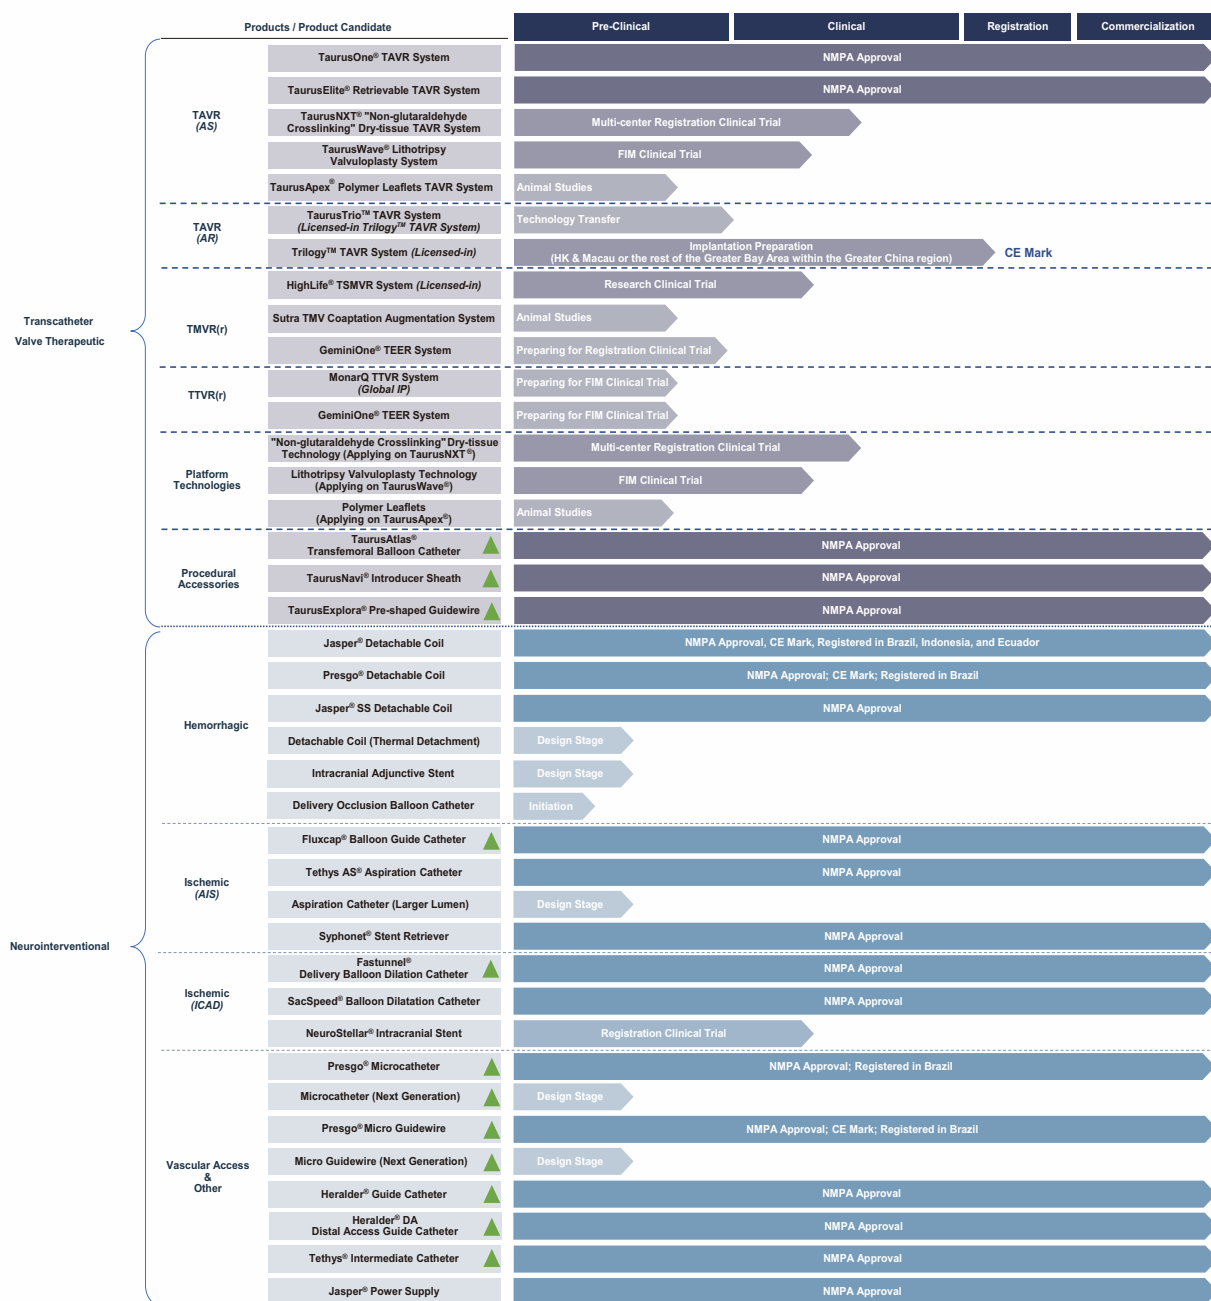 Products / Product Candidate
Pre-Clinical
Clinical
Registration
Commercialization
Transcatheter
Valve Therapeutic
TAVR
(AS)
TaurusOne® TAVR System
NMPA Approval
TaurusElite® Retrievable TAVR System
NMPA Approval
TaurusNXT® "Non-glutaraldehyde
Crosslinking" Dry-tissue TAVR System
Multi-center Registration Clinical Trial
TaurusWave® Lithotripsy
Valvuloplasty System
FIM Clinical Trial
TaurusApex® Polymer Leaflets TAVR System
Animal Studies
TAVR
(AR)
TaurusTrio™ TAVR System
(Licensed-in Trilogy™ TAVR System)
Technology Transfer
Trilogy™ TAVR System (Licensed-in)
Implantation Preparation
(HK & Macau or the rest of the Greater Bay Area within the Greater China region)
CE Mark
TMVR(r)
HighLife® TSMVR System (Licensed-in)
Research Clinical Trial
Sutra TMV Coaptation Augmentation System
Animal Studies
GeminiOne® TEER System
Preparing for Registration Clinical Trial
TTVR(r)
MonarQ TTVR System
(Global IP)
Preparing for FIM Clinical Trial
GeminiOne® TEER System
Preparing for FIM Clinical Trial
Platform
Technologies
"Non-glutaraldehyde Crosslinking" Dry-tissue
Technology (Applying on TaurusNXT®)
Multi-center Registration Clinical Trial
Lithotripsy Valvuloplasty Technology
(Applying on TaurusWave®)
FIM Clinical Trial
Polymer Leaflets
(Applying on TaurusApex®)
Animal Studies
Procedural
Accessories
TaurusAtlas®
Transfemoral Balloon Catheter
NMPA Approval
TaurusNavi® Introducer Sheath
NMPA Approval
TaurusExplora® Pre-shaped Guidewire
NMPA Approval
Neurointerventional
Hemorrhagic
Jasper® Detachable Coil
NMPA Approval, CE Mark, Registered in Brazil, Indonesia, and Ecuador
Presgo® Detachable Coil
NMPA Approval; CE Mark; Registered in Brazil
Jasper® SS Detachable Coil
NMPA Approval
Detachable Coil (Thermal Detachment)
Design Stage
Intracranial Adjunctive Stent
Design Stage
Delivery Occlusion Balloon Catheter
Initiation
Ischemic
(AIS)
Fluxcap® Balloon Guide Catheter
NMPA Approval
Tethys AS® Aspiration Catheter
NMPA Approval
Aspiration Catheter (Larger Lumen)
Design Stage
Syphonet® Stent Retriever
NMPA Approval
Ischemic
(ICAD)
Fastunnel®
Delivery Balloon Dilation Catheter
NMPA Approval
SacSpeed® Balloon Dilatation Catheter
NMPA Approval
NeuroStellar® Intracranial Stent
Registration Clinical Trial
Vascular Access
&
Other
Presgo® Microcatheter
NMPA Approval; Registered in Brazil
Microcatheter (Next Generation)
Design Stage
Presgo® Micro Guidewire
NMPA Approval; CE Mark; Registered in Brazil
Micro Guidewire (Next Generation)
Design Stage
Heralder® Guide Catheter
NMPA Approval
Heralder® DA
Distal Access Guide Catheter
NMPA Approval
Tethys® Intermediate Catheter
NMPA Approval
Jasper® Power Supply
NMPA Approval